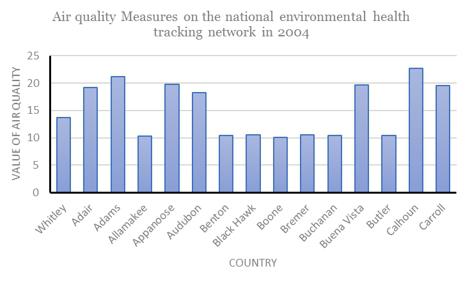 Air quality Measures on the national environmental health
tracking network in 2004
VALUE OF AIR QUALITY
25
20
15
10
5
0
Whitley
Adair
Adams
Allamakee
Appanoose
Audubon
Benton
Black Hawk
Boone
Bremer
Buchanan
Buena Vista
Butler
Calhoun
Carroll
COUNTRY